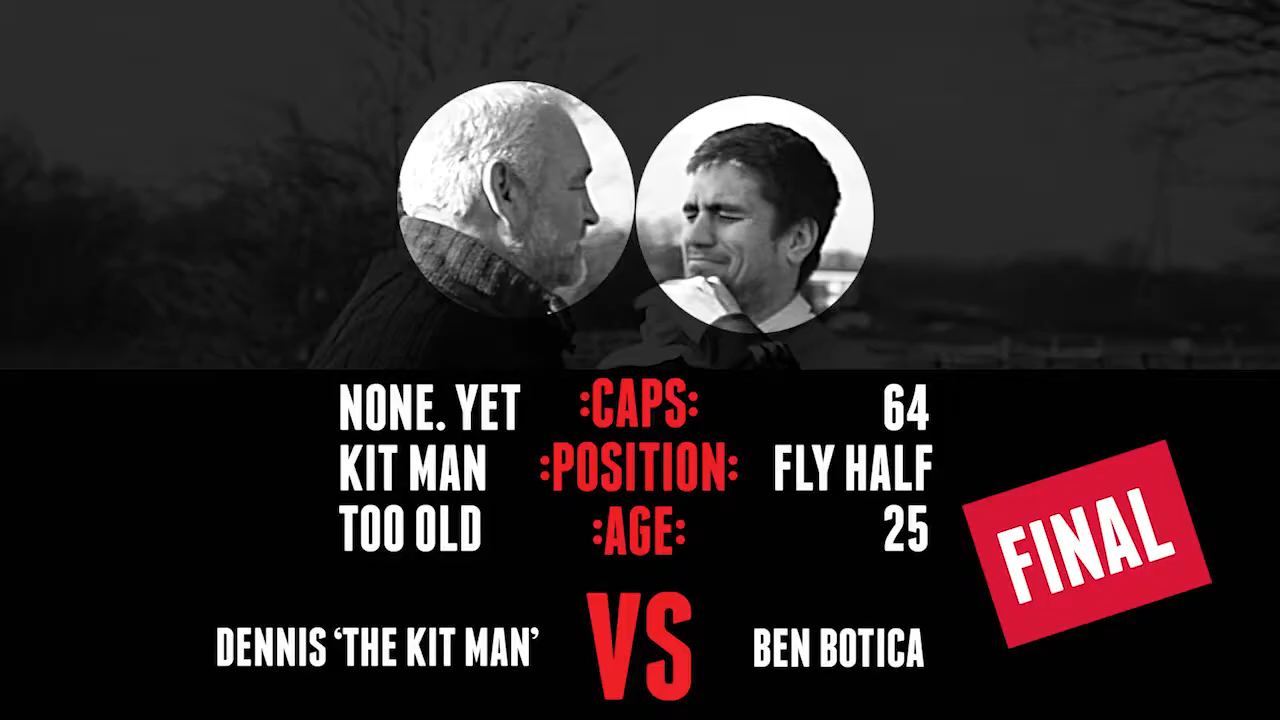 NONE. YET :CAPS: 64
KIT MAN :POSITION: FLY HALF
TOO OLD :AGE: 25
FINAL
DENNIS ‘THE KIT MAN’ VS BEN BOTICA